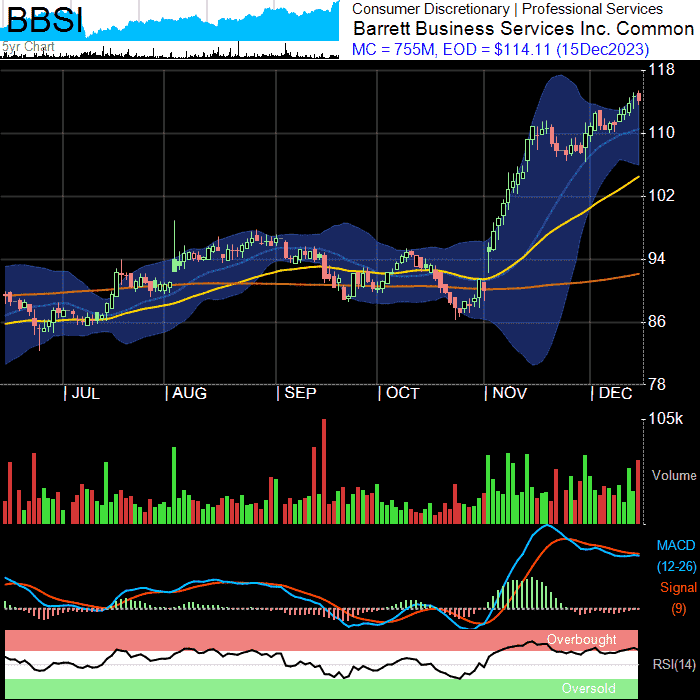 BBSI
5yr Chart
Consumer Discretionary | Professional Services
Barrett Business Services Inc. Common
MC = 755M, EOD = $114.11 (15Dec2023)
118
110
102
94
86
78
| JUL | AUG | SEP | OCT | NOV | DEC
105k
Volume
MACD
(12-26)
Signal
(9)
Overbought
RSI(14)
Oversold